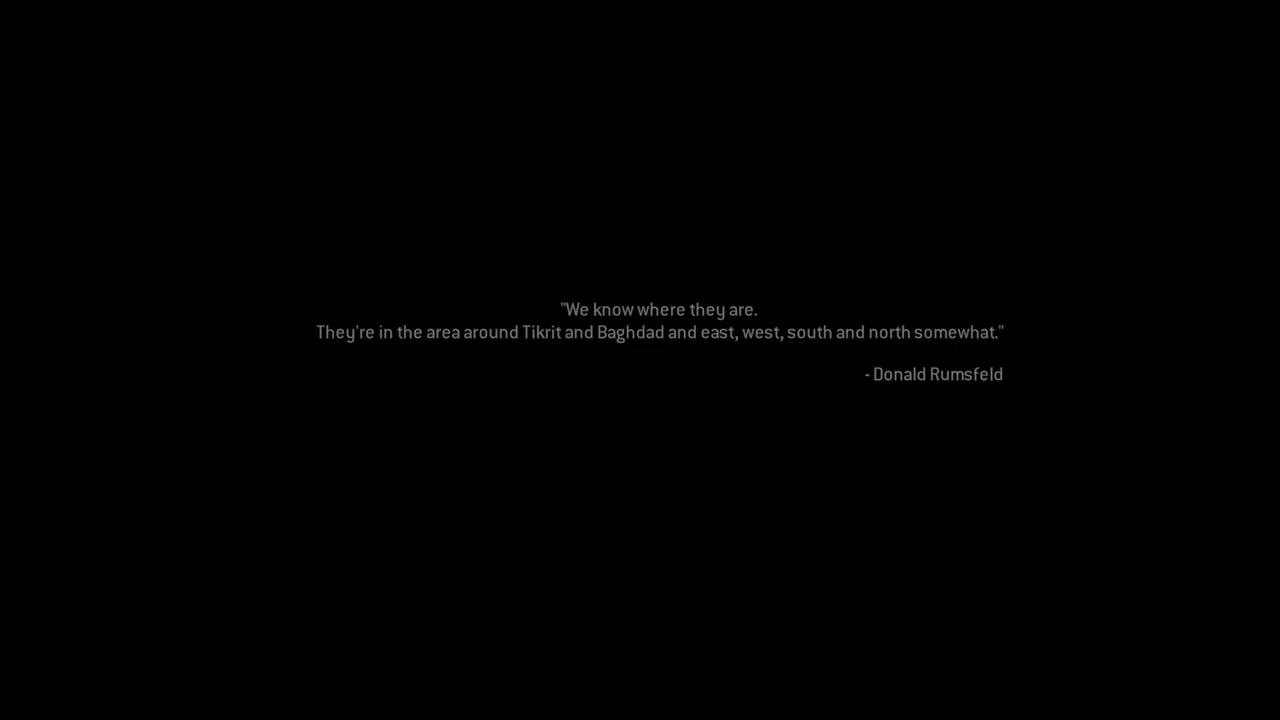 "We know where they are.
They're in the area around Tikrit and Baghdad and east, west, south and north somewhat."
- Donald Rumsfeld